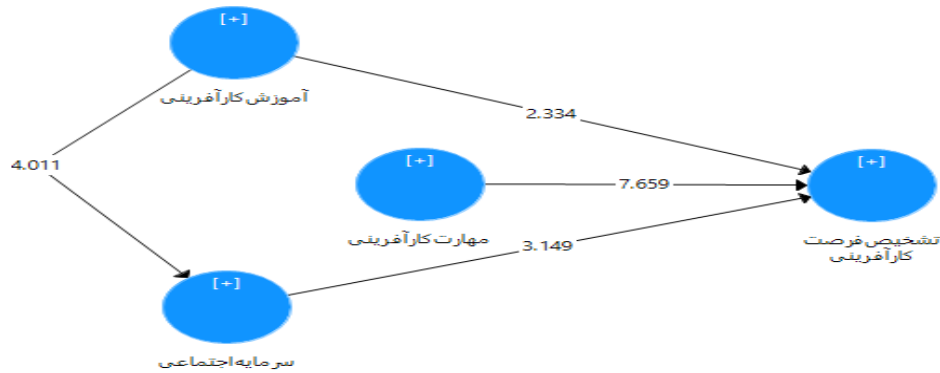 [+]
آموزش کارآفرینی
2.334
4.011
[+]
7.659
مهارت کارآفرینی
[+]
تشخیص فرصت
کارآفرینی
3.149
[+]
سرمایه اجتماعی